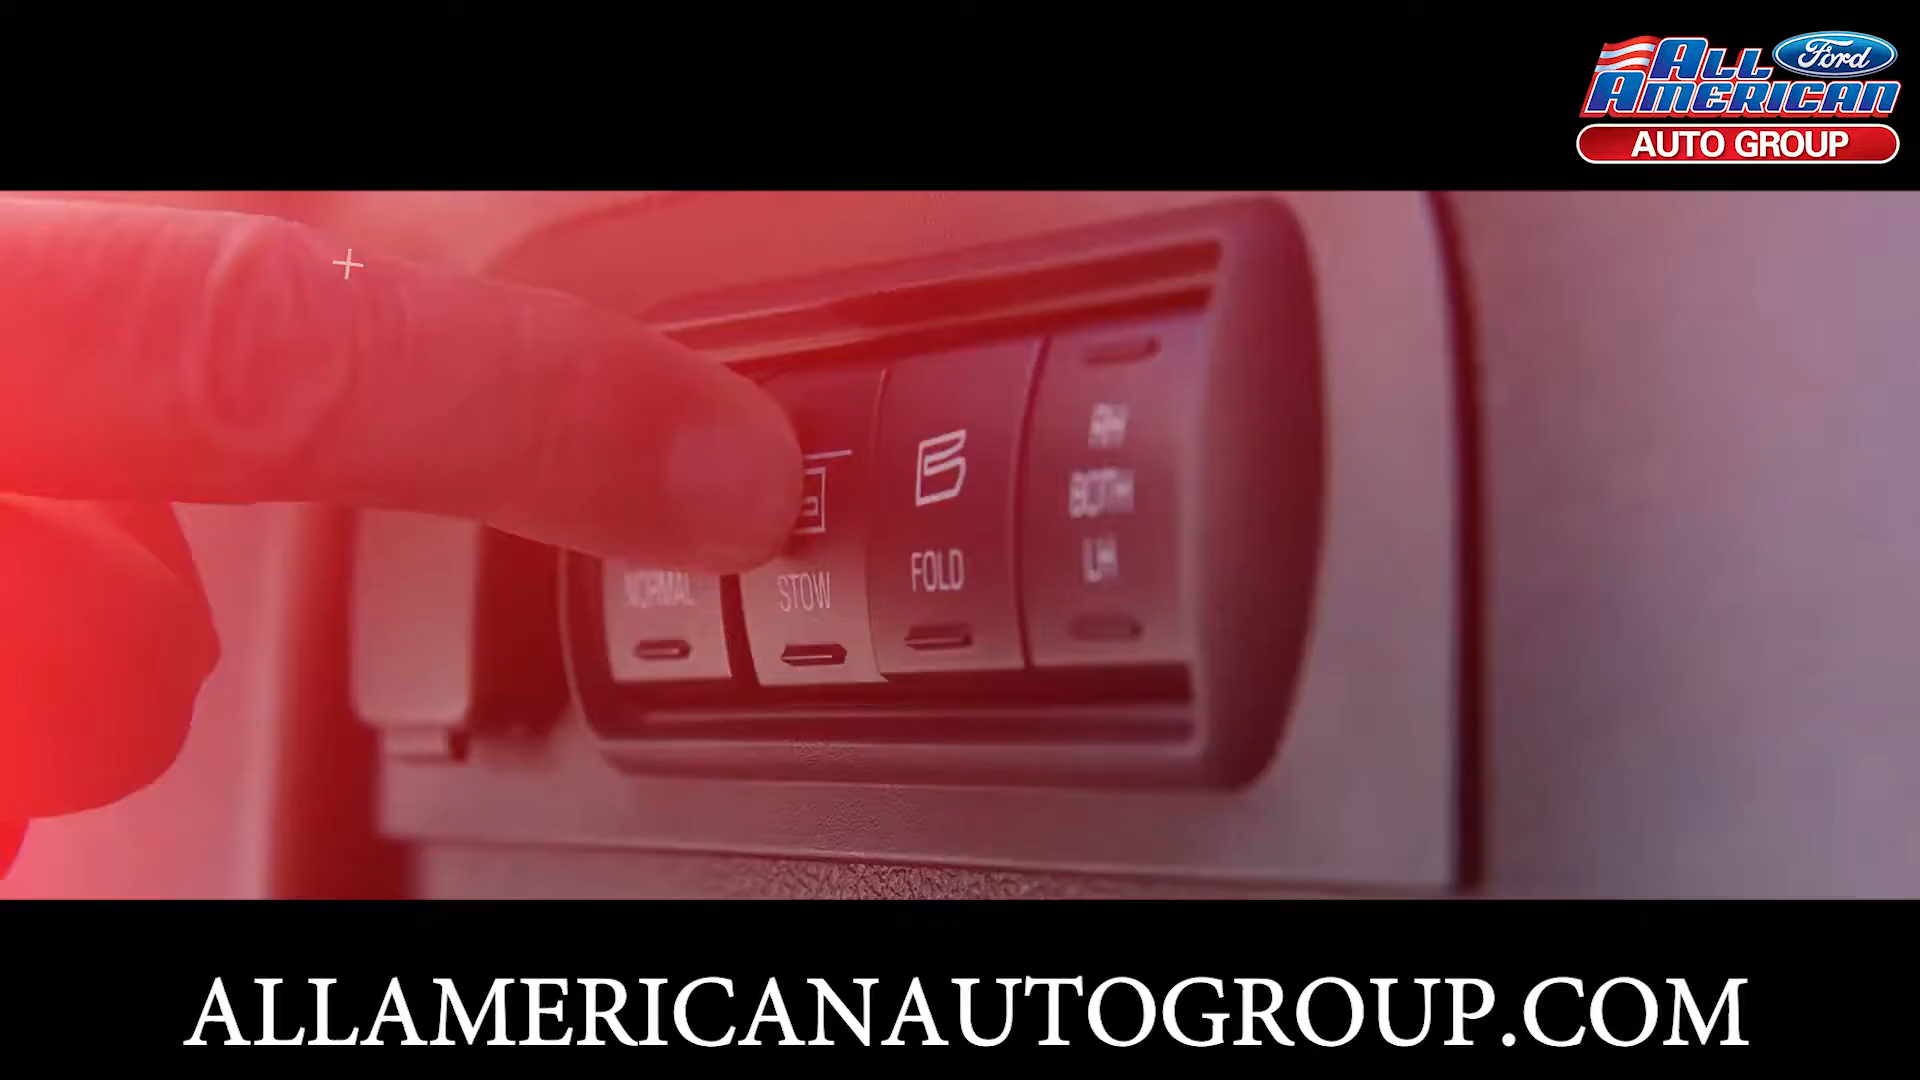 ALL Ford
AMERICAN
AUTO GROUP
NORMAL
STOW
FOLD
RH
BOTH
LH
ALLAMERICANAUTOGROUP.COM